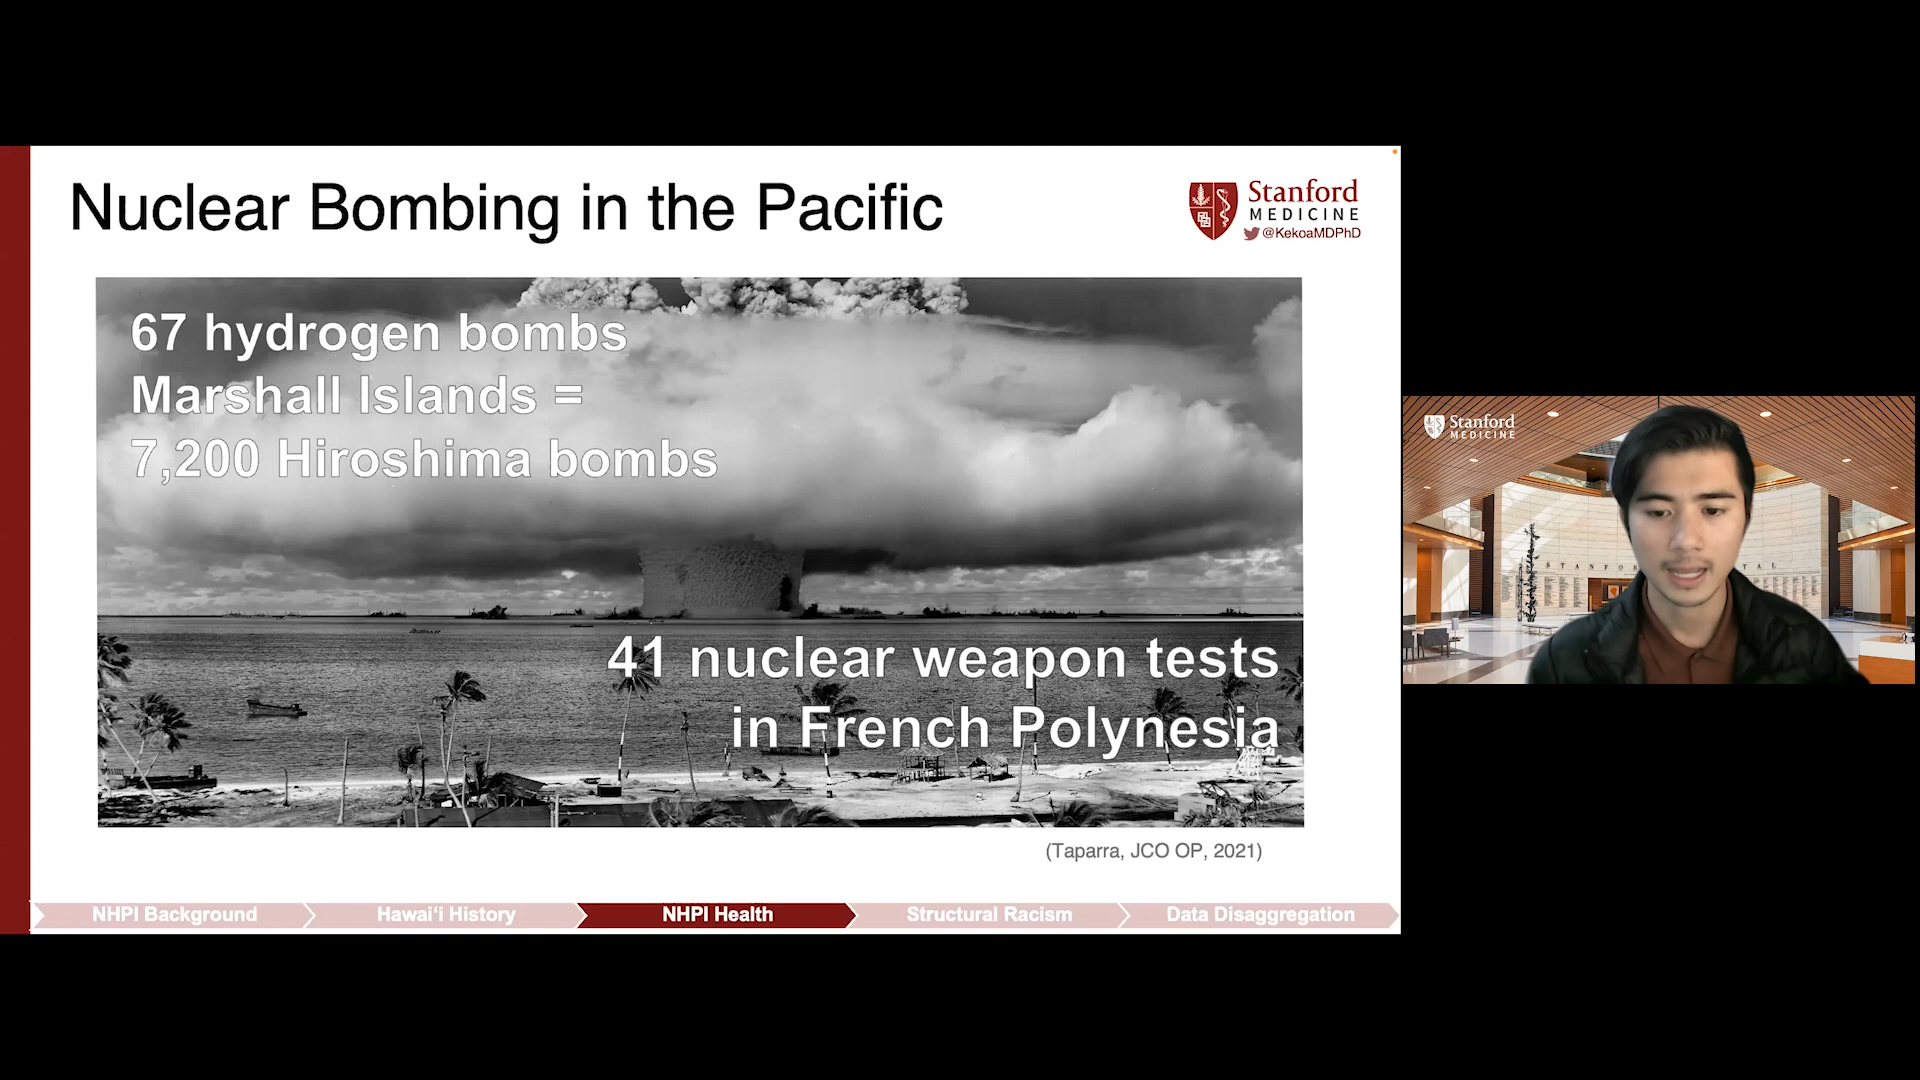 Nuclear Bombing in the Pacific
Stanford
MEDICINE
@KekoaMDPhD
67 hydrogen bombs
Marshall Islands =
7,200 Hiroshima bombs
41 nuclear weapon tests
in French Polynesia
(Taparra, JCO OP, 2021)
NHPI Background
Hawaiʻi History
NHPI Health
Structural Racism
Data Disaggregation
Stanford
MEDICINE